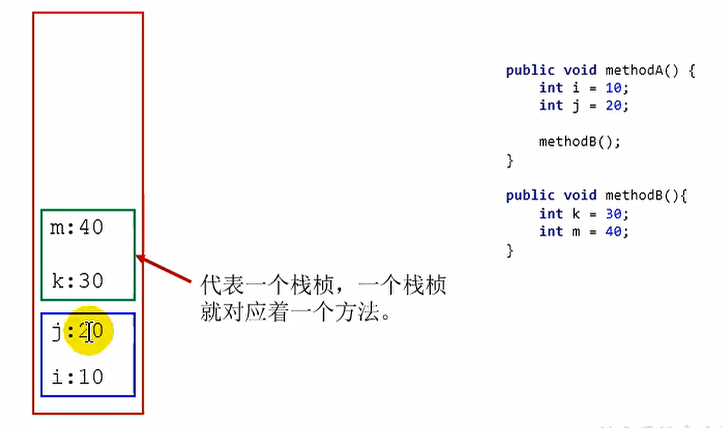 m:40
k:30
j:20
i:10
代表一个栈桢，一个栈桢
就对应着一个方法。
public void methodA() {
int i = 10;
int j = 20;
methodB();
}
public void methodB(){
int k = 30;
int m = 40;
}